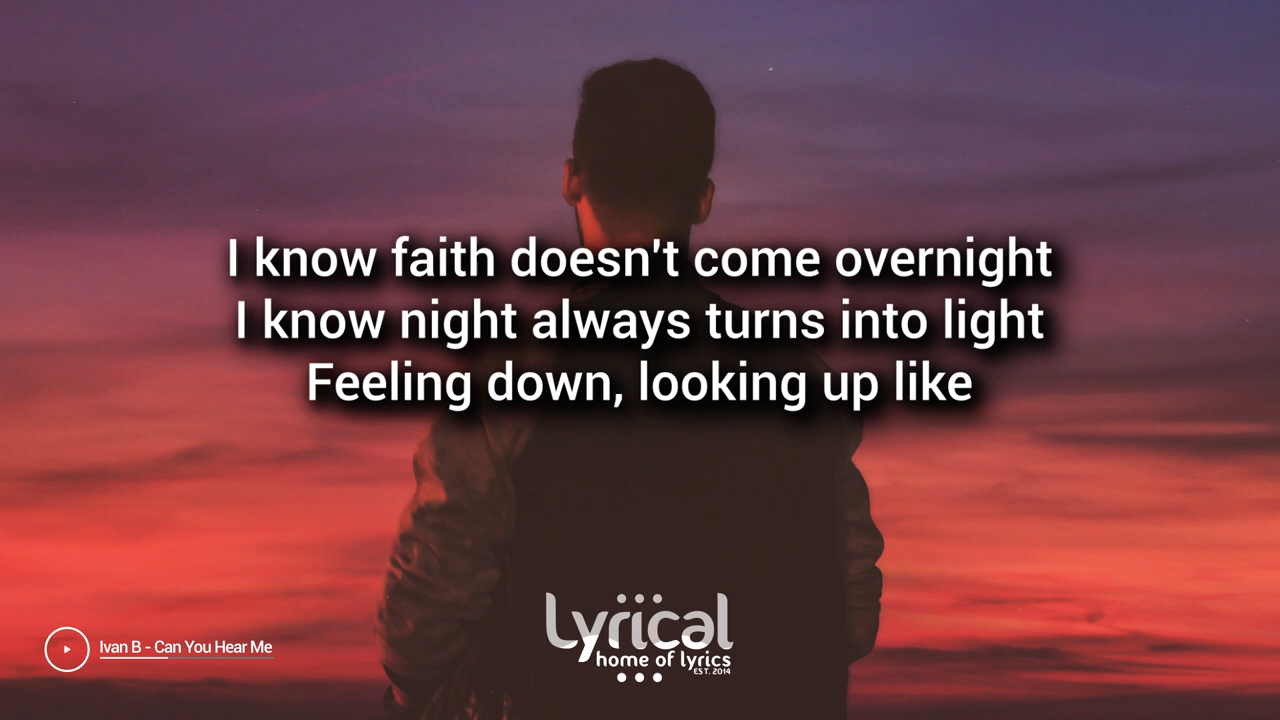 I know faith doesn't come overnight
I know night always turns into light
Feeling down, looking up like
Lyrical
home of lyrics
EST. 2014
Ivan B - Can You Hear Me